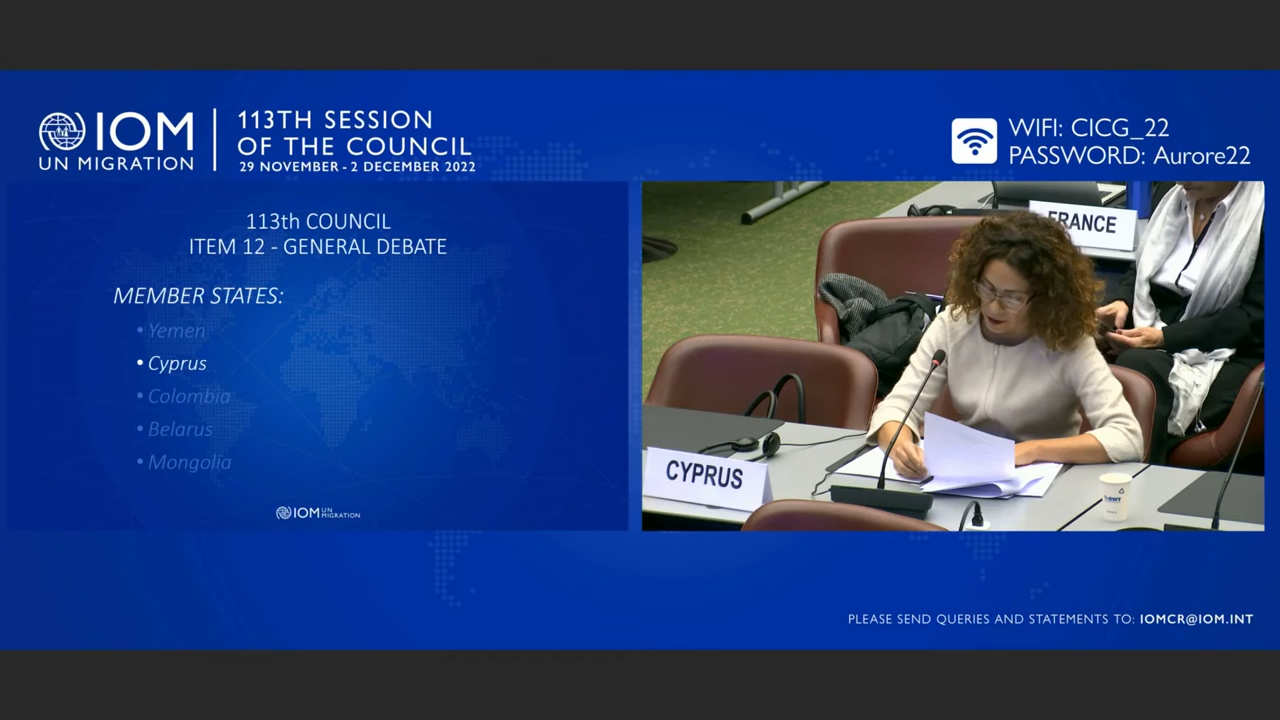 IOM
UN MIGRATION
113TH SESSION
OF THE COUNCIL
29 NOVEMBER - 2 DECEMBER 2022
WIFI: CICG_22
PASSWORD: Aurore22
113th COUNCIL
ITEM 12 - GENERAL DEBATE
MEMBER STATES:
• Yemen
• Cyprus
• Colombia
• Belarus
• Mongolia
IOM UN
MIGRATION
FRANCE
CYPRUS
PLEASE SEND QUERIES AND STATEMENTS TO: IOMCR@IOM.INT